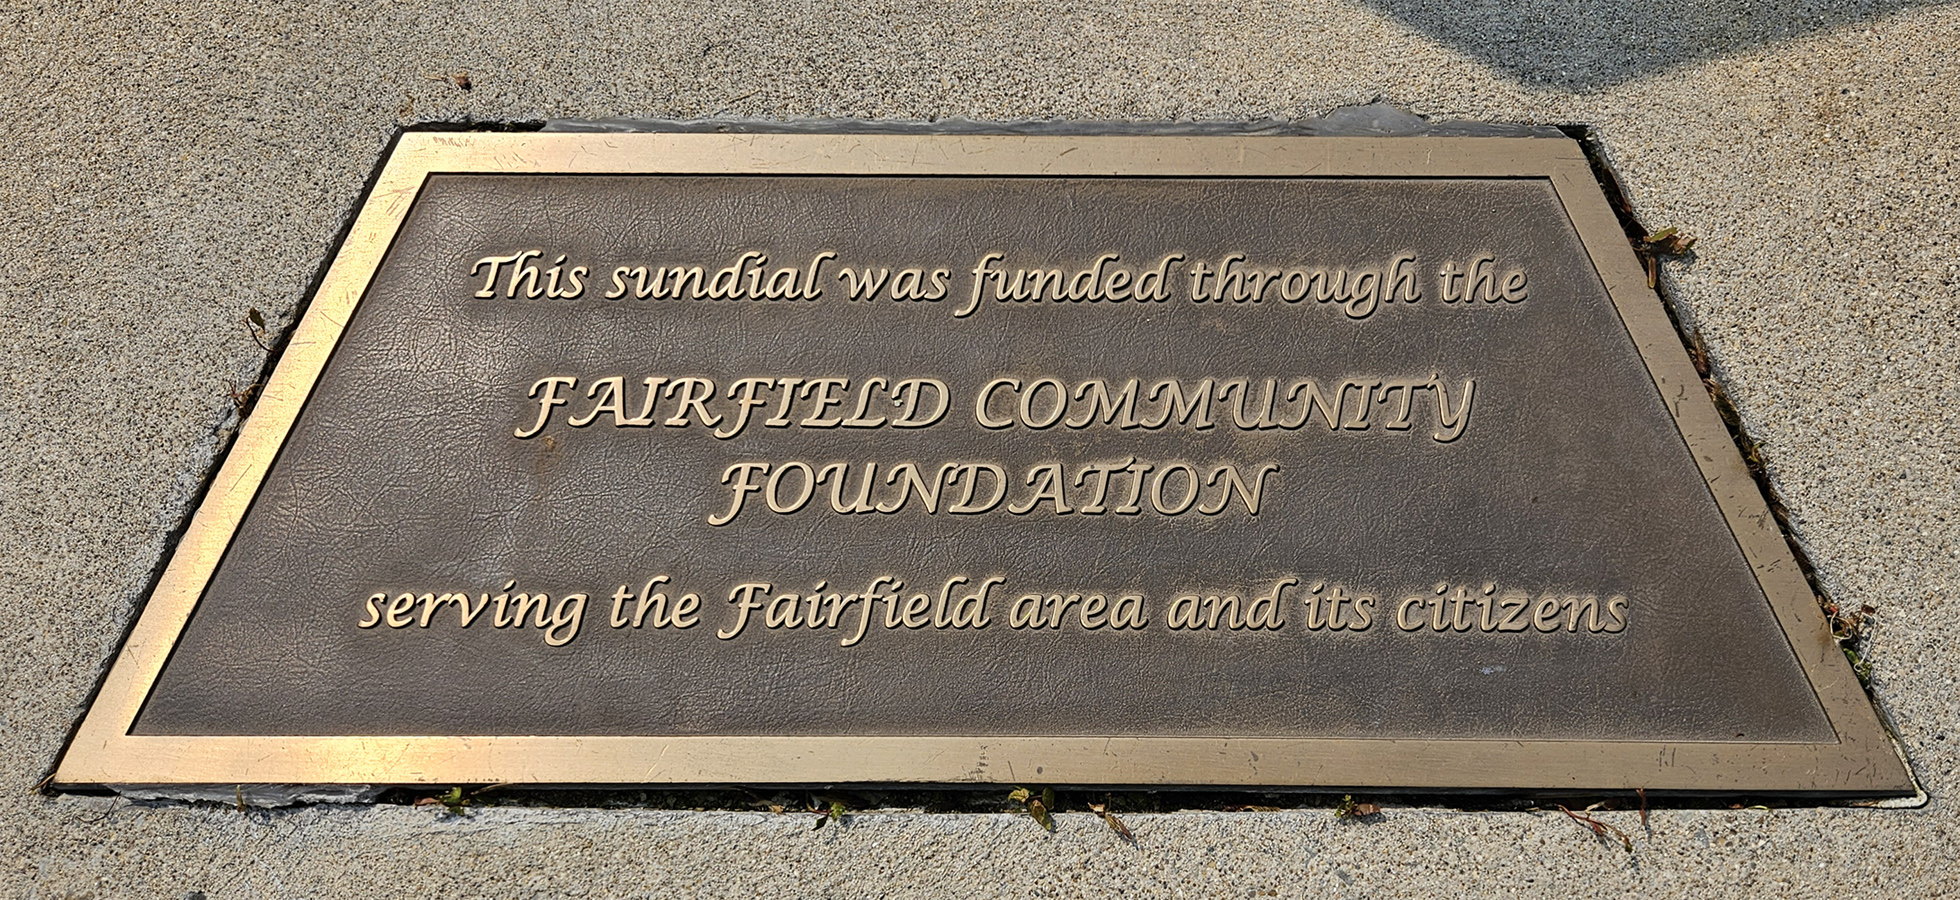 This sundial was funded through the
FAIRFIELD COMMUNITY
FOUNDATION
serving the Fairfield area and its citizens